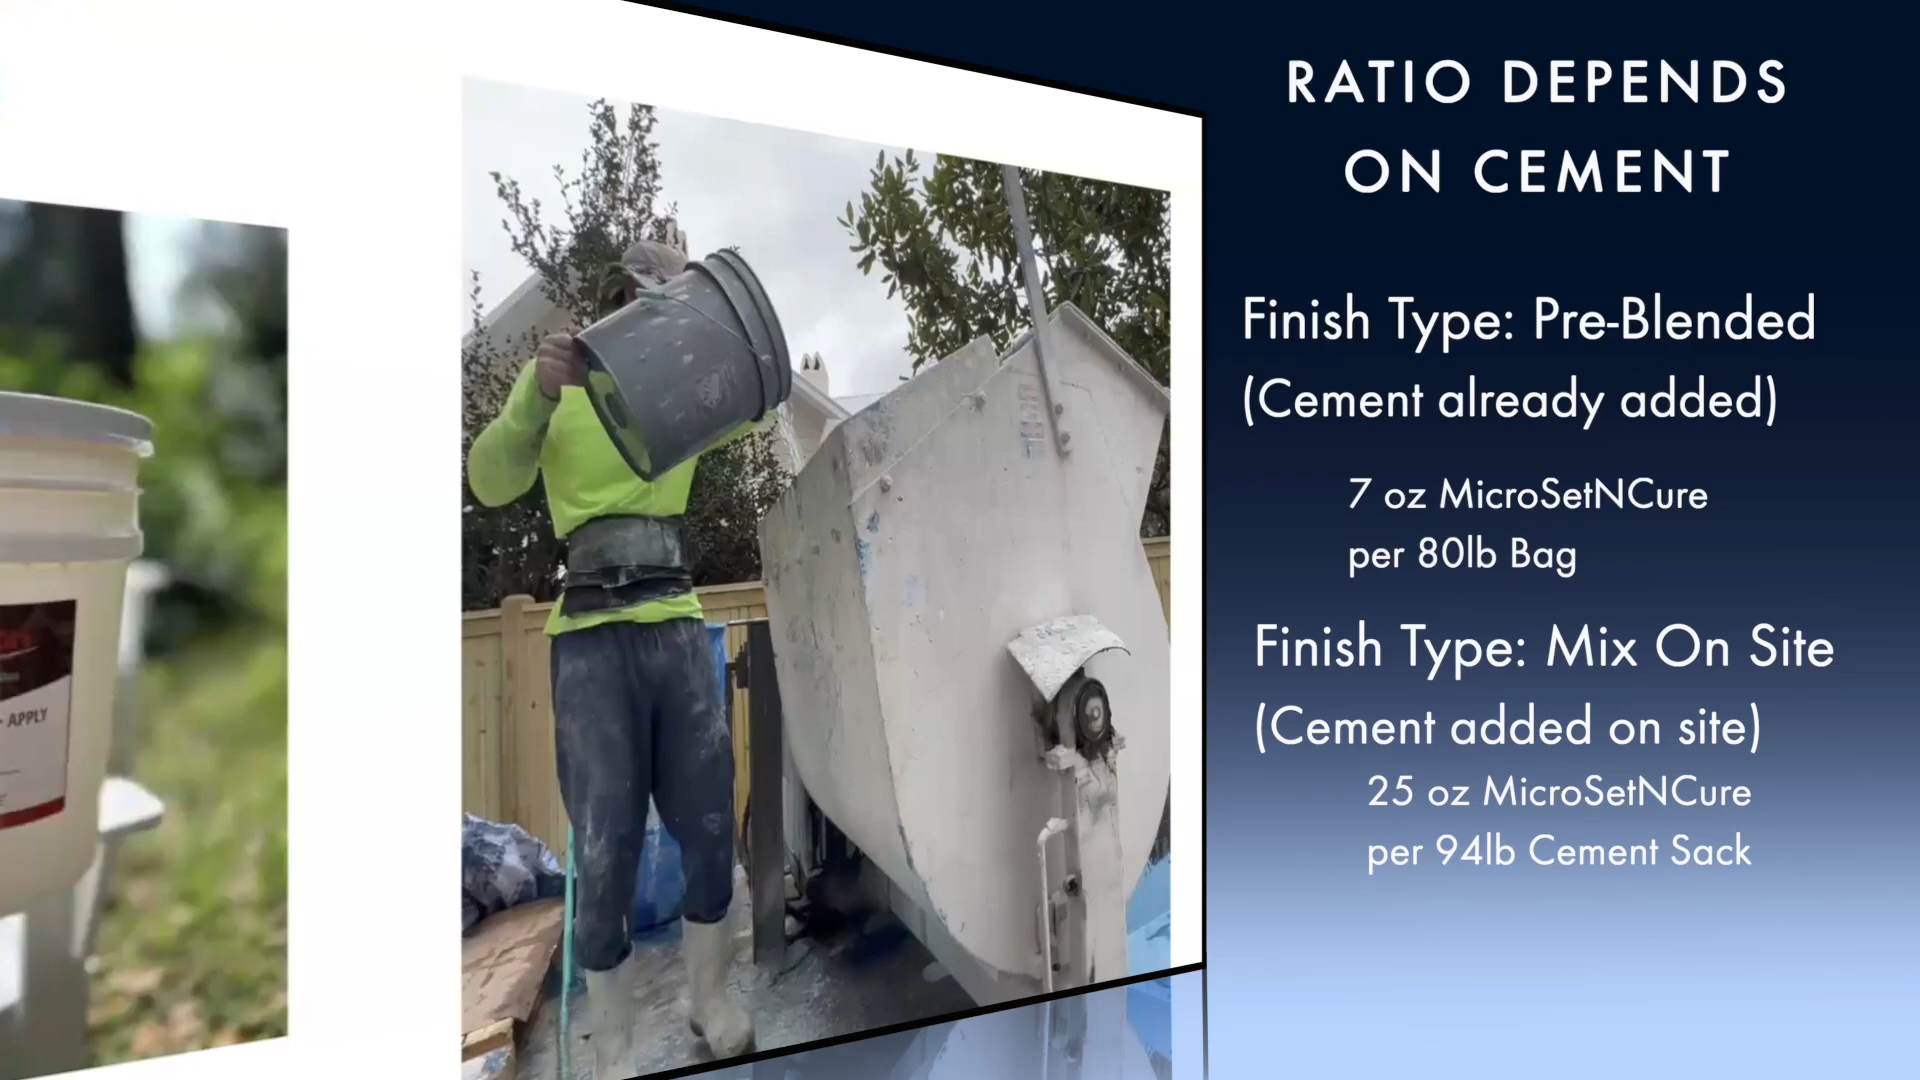 RATIO DEPENDS
ON CEMENT
Finish Type: Pre-Blended
(Cement already added)
7 oz MicroSetNCure
per 80lb Bag
Finish Type: Mix On Site
(Cement added on site)
25 oz MicroSetNCure
per 94lb Cement Sack
APPLY